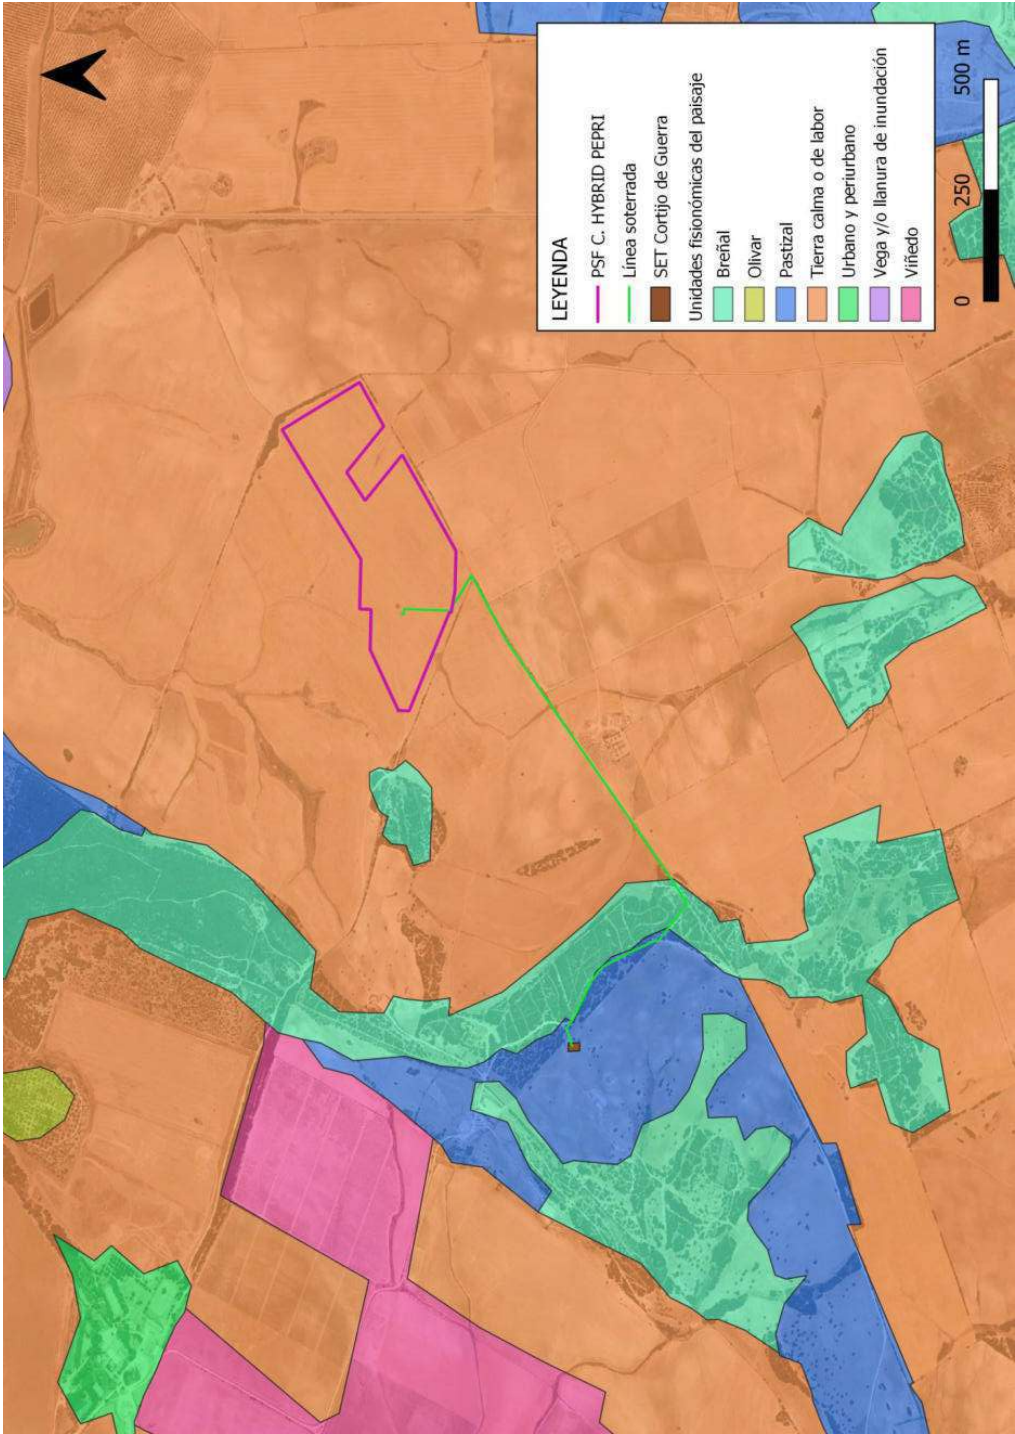 LEYENDA
PSF C. HYBRID PEPRI
Línea soterrada
SET Cortijo de Guerra
Unidades fisionómicas del paisaje
Breñal
Olivar
Pastizal
Tierra calma o de labor
Urbano y periurbano
Vega y/o llanura de inundación
Viñedo
0 250 500 m